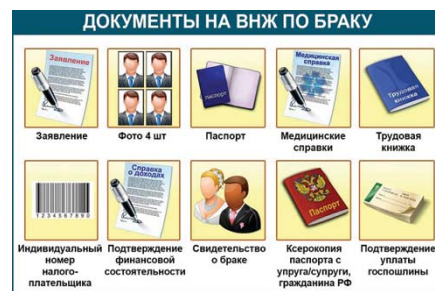 ДОКУМЕНТЫ НА ВНЖ ПО БРАКУ
Заявление
Медицинская
справка
Паспорт
Трудовая
книжка
Заявление
Фото 4 шт
Паспорт
Медицинские
справки
Трудовая
книжка
1234567890
Справка
о доходах
Паспорт
Индивидуальный
номер
налого-
плательщика
Подтверждение
финансовой
состоятельности
Свидетельство
о браке
Ксерокопия
паспорта с
упруга/супруги,
гражданина РФ
Подтверждение
уплаты
госпошлины